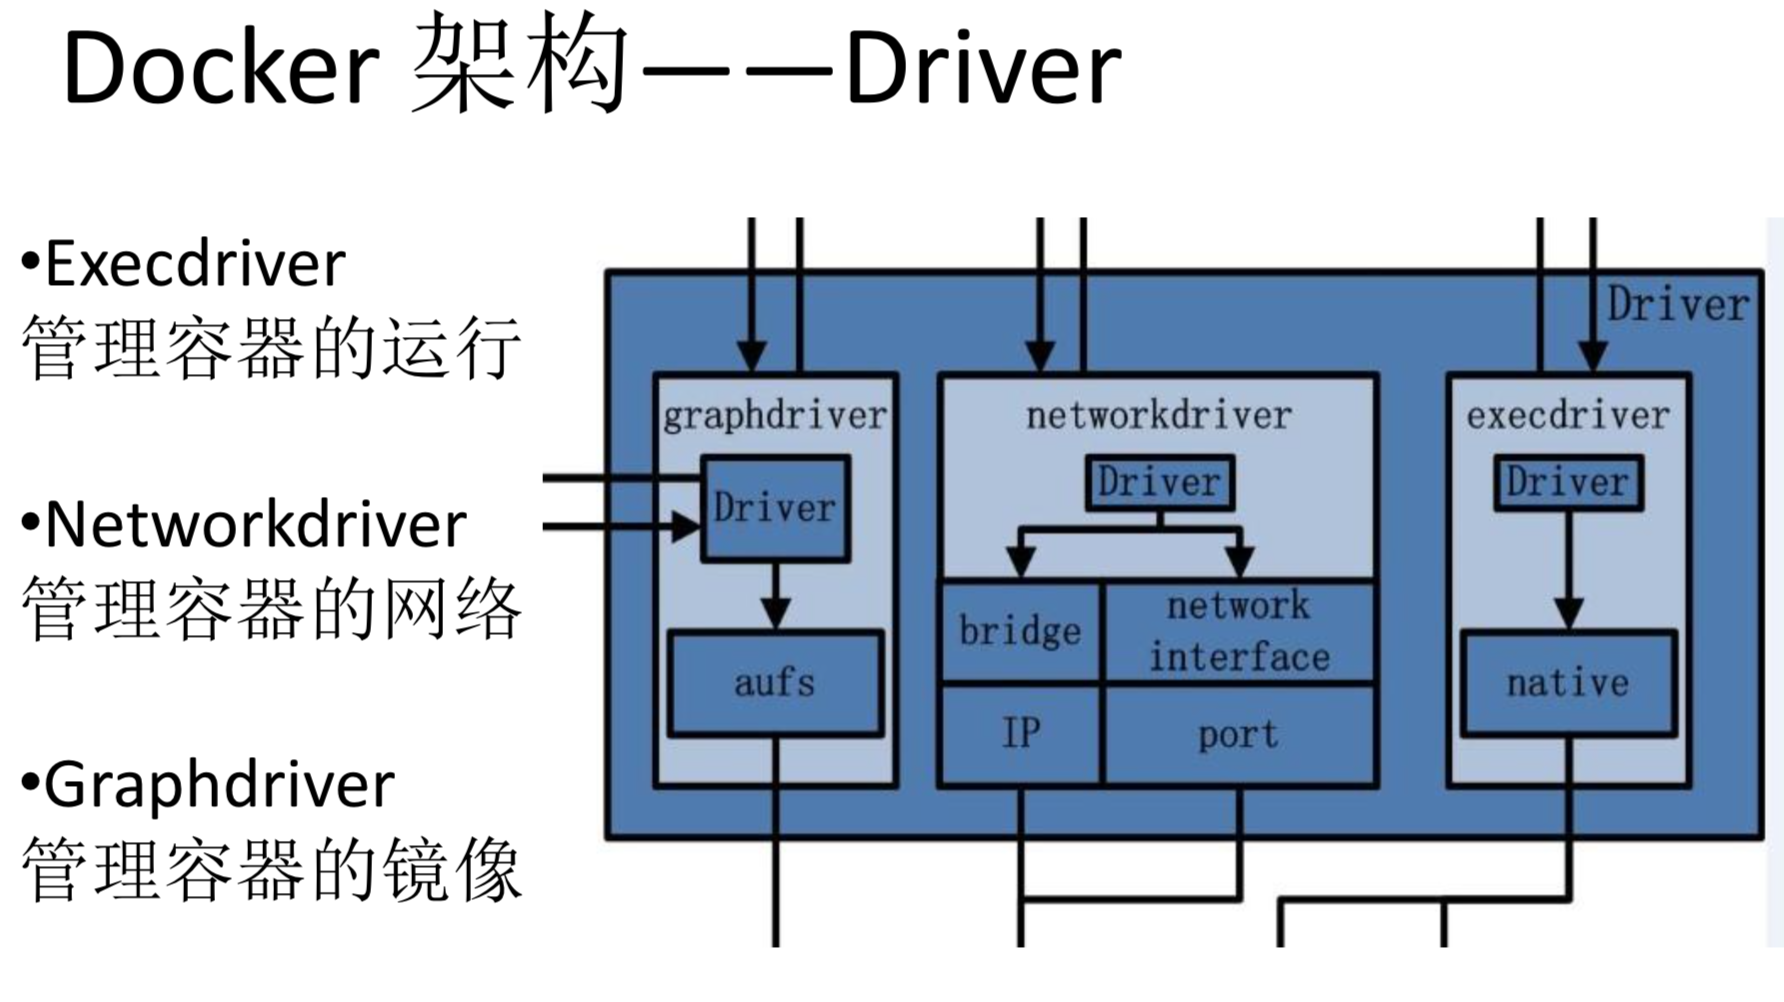 Docker 架构——Driver
•Execdriver
管理容器的运行
•Networkdriver
管理容器的网络
•Graphdriver
管理容器的镜像
Driver
graphdriver
Driver
aufs
networkdriver
Driver
bridge
network
interface
IP
port
execdriver
Driver
native